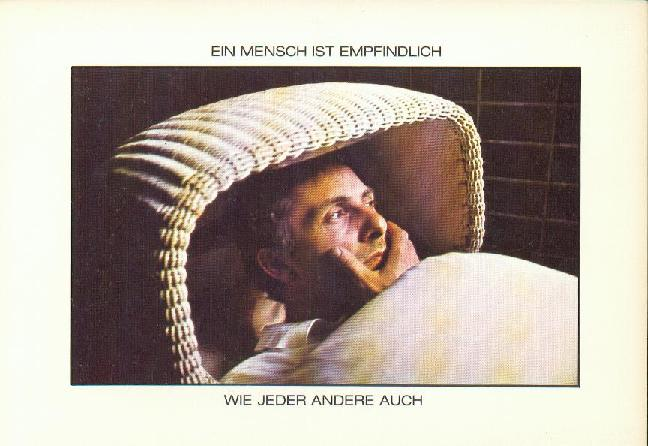 EIN MENSCH IST EMPFINDLICH
WIE JEDER ANDERE AUCH